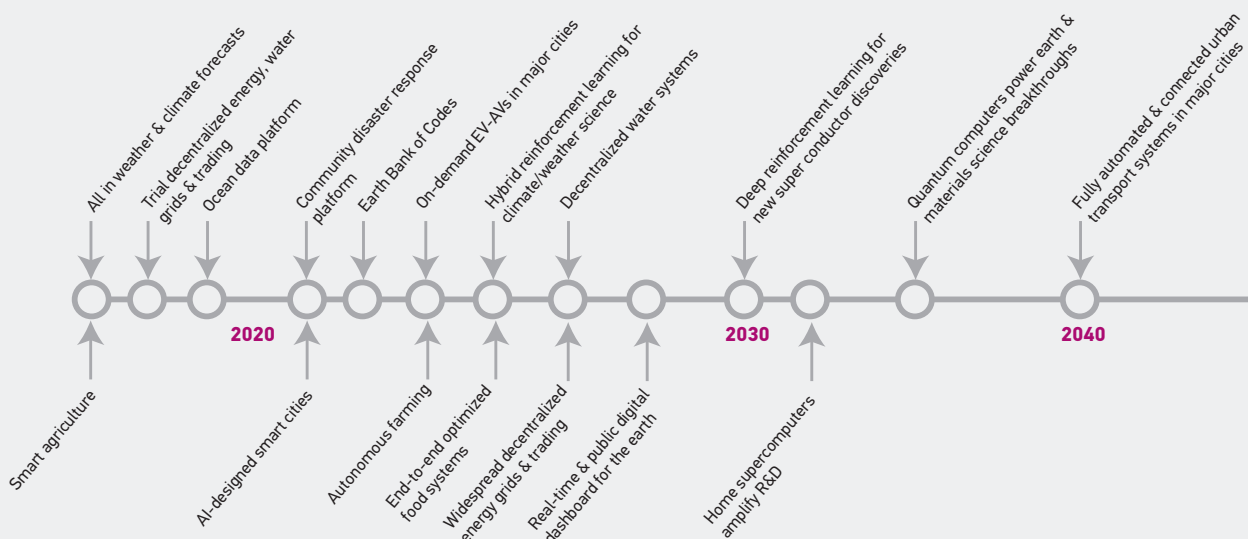 All in weather & climate forecasts
Trial decentralized energy, water
grids & trading
Ocean data platform
Community disaster response
platform
Earth Bank of Codes
On-demand EV-AVs in major cities
Hybrid reinforcement learning for
climate/weather science
Decentralized water systems
Deep reinforcement learning for
new super conductor discoveries
Quantum computers power earth &
materials science breakthroughs
Fully automated & connected urban
transport systems in major cities
2020
2030
2040
Smart agriculture
AI-designed smart cities
Autonomous farming
End-to-end optimized
food systems
Widespread decentralized
energy grids & trading
Real-time & public digital
dashboard for the earth
Home supercomputers
amplify R&D